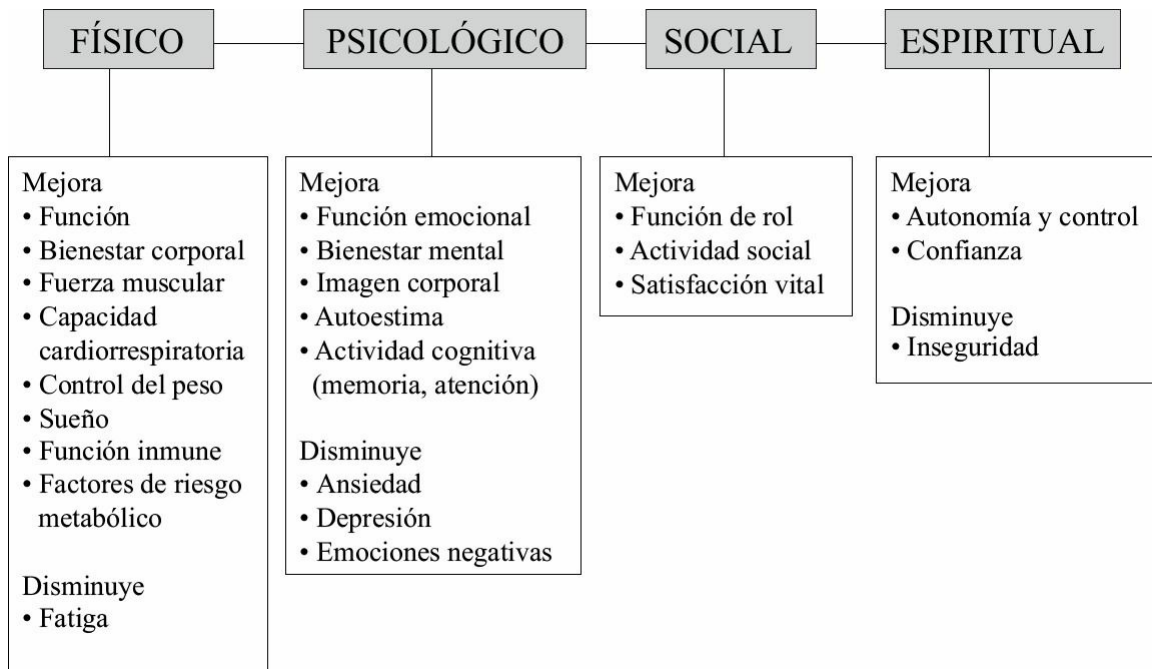 FÍSICO
PSICOLÓGICO
SOCIAL
ESPIRITUAL
Mejora
• Función
• Bienestar corporal
• Fuerza muscular
• Capacidad
cardiorrespiratoria
• Control del peso
• Sueño
• Función inmune
• Factores de riesgo
metabólico
Disminuye
• Fatiga
Mejora
• Función emocional
• Bienestar mental
• Imagen corporal
• Autoestima
• Actividad cognitiva
(memoria, atención)
Disminuye
• Ansiedad
• Depresión
• Emociones negativas
Mejora
• Función de rol
• Actividad social
• Satisfacción vital
Mejora
• Autonomía y control
• Confianza
Disminuye
• Inseguridad